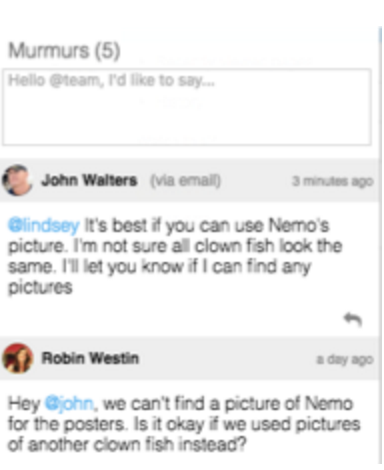 Murmurs (5)
Hello @team, I'd like to say...
John Walters (via email) 3 minutes ago
@lindsey It's best if you can use Nemo's
picture. I'm not sure all clown fish look the
same. I'll let you know if I can find any
pictures
Robin Westin a day ago
Hey @john, we can't find a picture of Nemo
for the posters. Is it okay if we used pictures
of another clown fish instead?